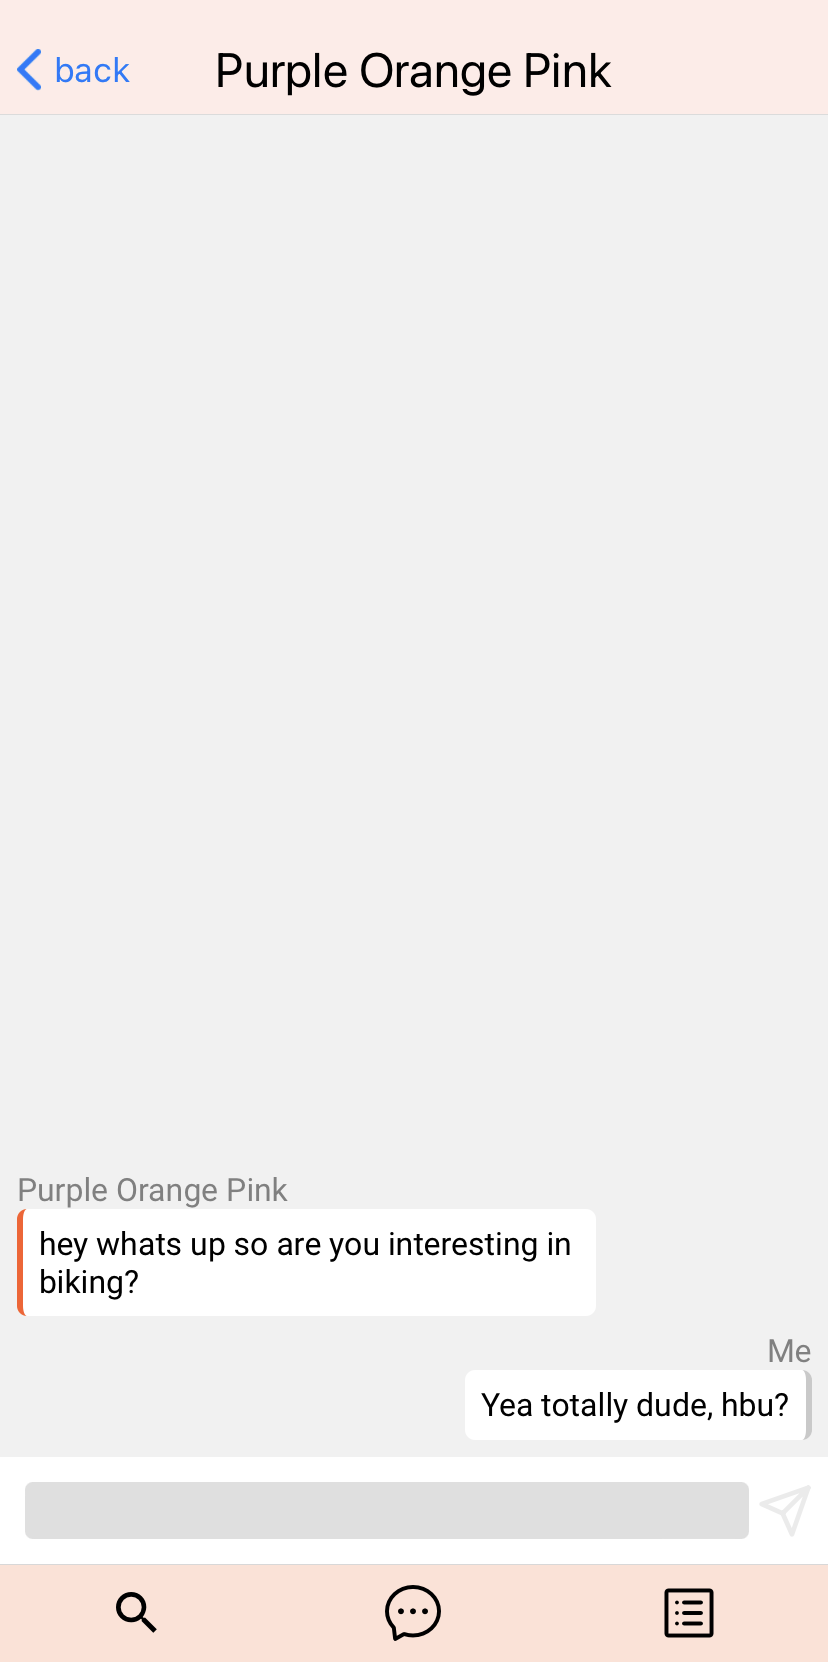 back
Purple Orange Pink
Purple Orange Pink
hey whats up so are you interesting in
biking?
Me
Yea totally dude, hbu?